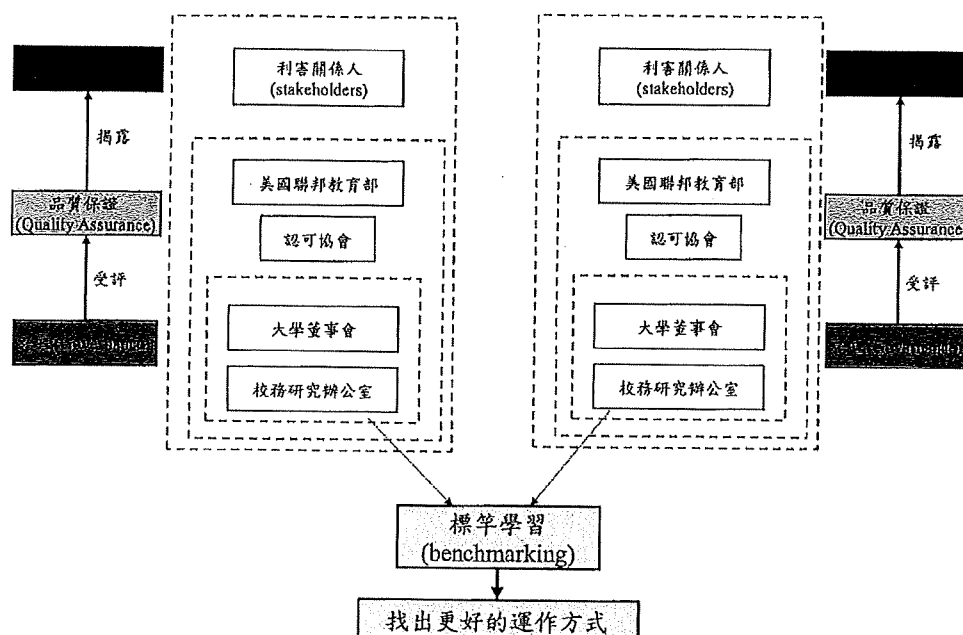 利害關係人
(stakeholders)
揭露
美國聯邦教育部
品質保證
(Quality Assurance)
認可協會
受評
大學董事會
校務研究辦公室
利害關係人
(stakeholders)
揭露
美國聯邦教育部
品質保證
(Quality Assurance)
認可協會
受評
大學董事會
校務研究辦公室
標竿學習
(benchmarking)
找出更好的運作方式